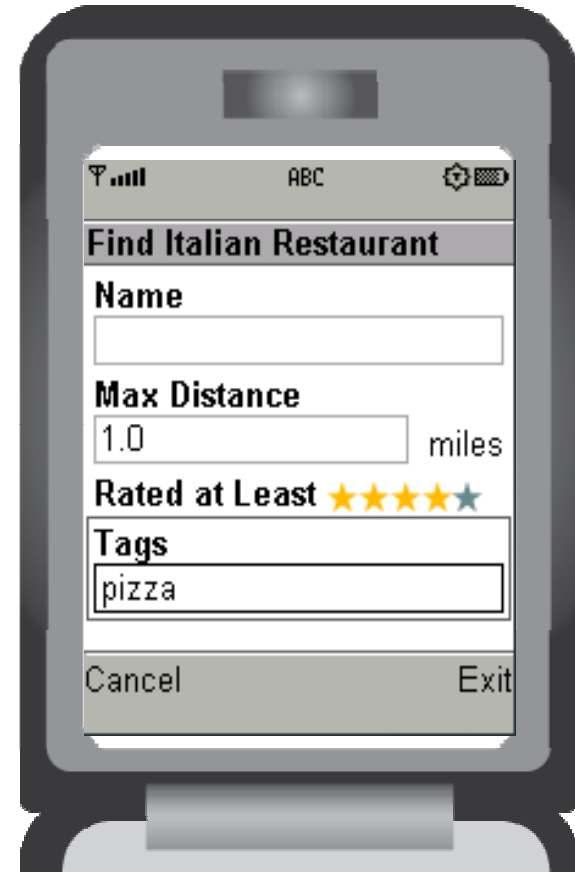 ABC
Find Italian Restaurant
Name
Max Distance
1.0 miles
Rated at Least
Tags
pizza
Cancel Exit